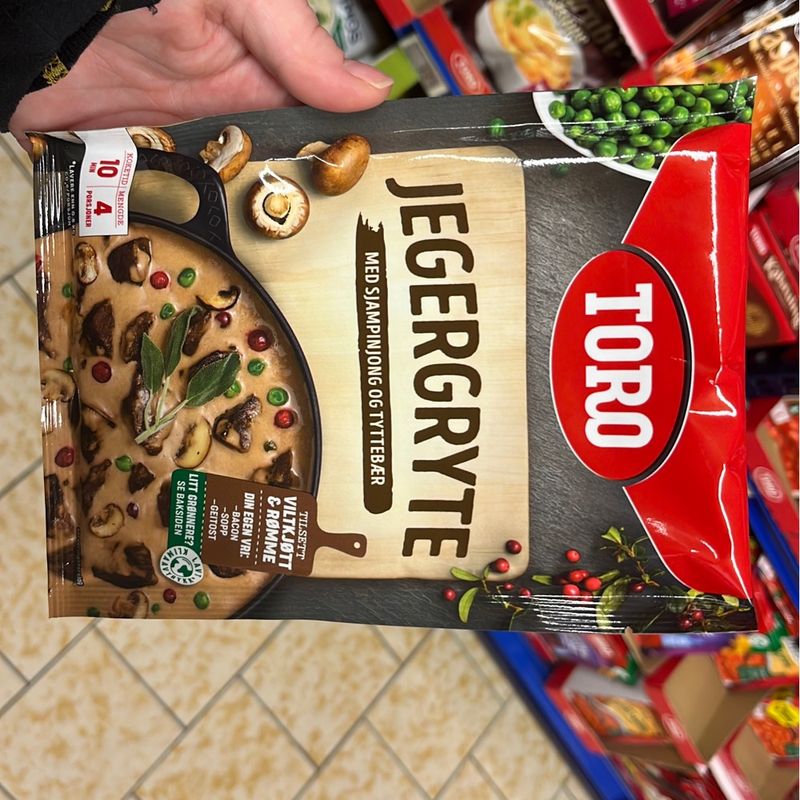 TORO
JEGERGRYTE
MED SJAMPINJONG OG TYTTEBÆR
KOKETID
10
MIN
MENGDE
4
PORSJONER
TILSETT
VILTKJØTT
& RØMME
DIN EGEN VRI:
-BACON
-SOPP
-GEITOST
LITT GRØNNERE?
SE BAKSIDEN